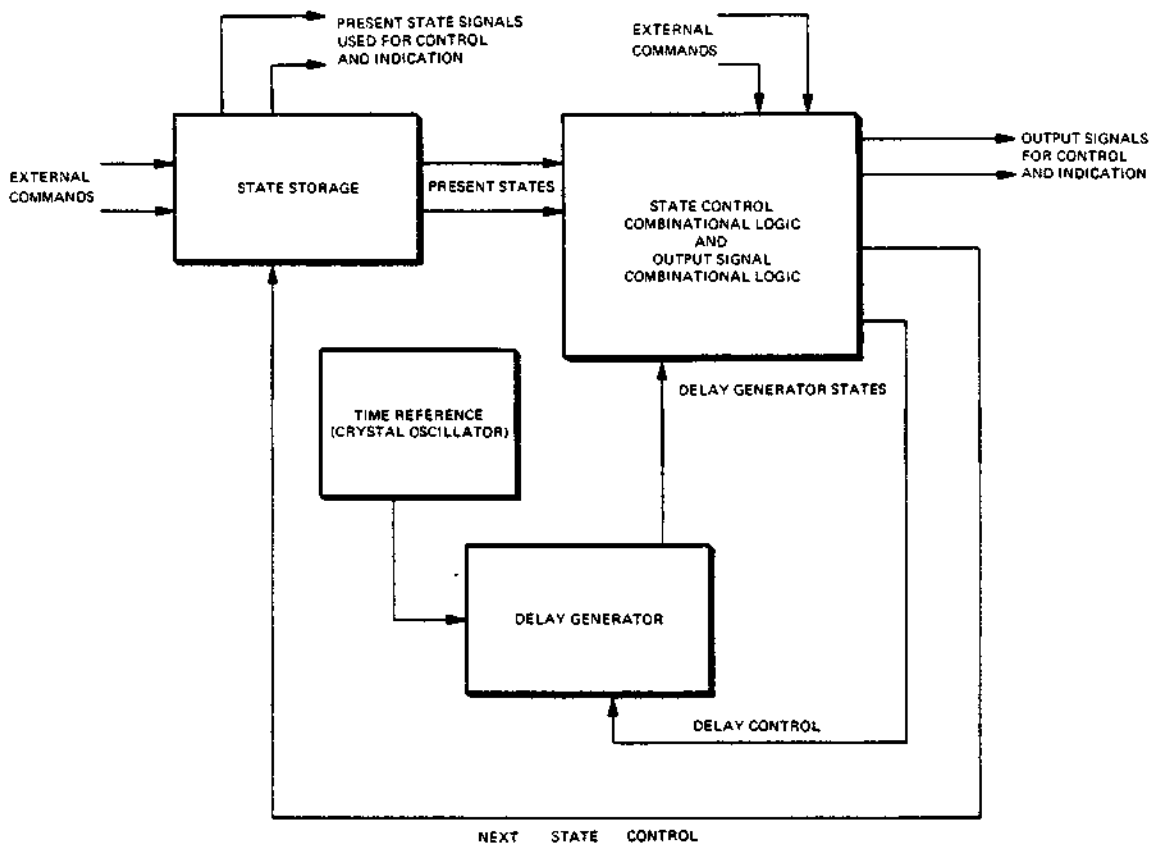 PRESENT STATE SIGNALS
USED FOR CONTROL
AND INDICATION
EXTERNAL
COMMANDS
EXTERNAL
COMMANDS
STATE STORAGE
PRESENT STATES
STATE CONTROL
COMBINATIONAL LOGIC
AND
OUTPUT SIGNAL
COMBINATIONAL LOGIC
OUTPUT SIGNALS
FOR CONTROL
AND INDICATION
TIME REFERENCE
(CRYSTAL OSCILLATOR)
DELAY GENERATOR STATES
DELAY GENERATOR
DELAY CONTROL
NEXT STATE CONTROL